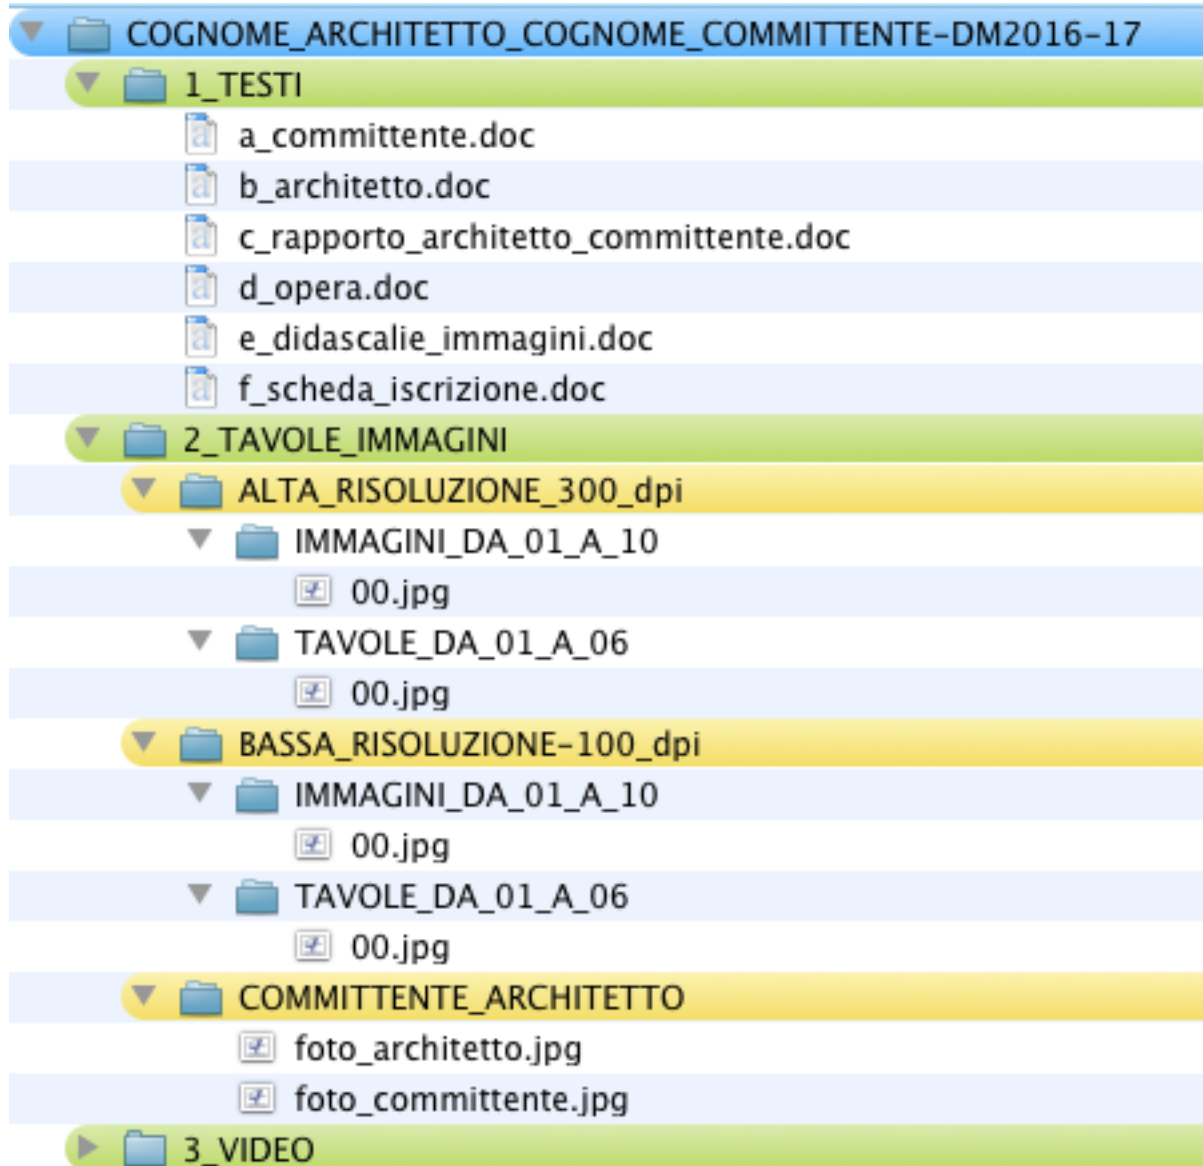 COGNOME_ARCHITETTO_COGNOME_COMMITTENTE-DM2016-17
1_TESTI
a_committente.doc
b_architetto.doc
c_rapporto_architetto_committente.doc
d_opera.doc
e_didascalie_immagini.doc
f_scheda_iscrizione.doc
2_TAVOLE_IMMAGINI
ALTA_RISOLUZIONE_300_dpi
IMMAGINI_DA_01_A_10
00.jpg
TAVOLE_DA_01_A_06
00.jpg
BASSA_RISOLUZIONE-100_dpi
IMMAGINI_DA_01_A_10
00.jpg
TAVOLE_DA_01_A_06
00.jpg
COMMITTENTE_ARCHITETTO
foto_architetto.jpg
foto_committente.jpg
3_VIDEO